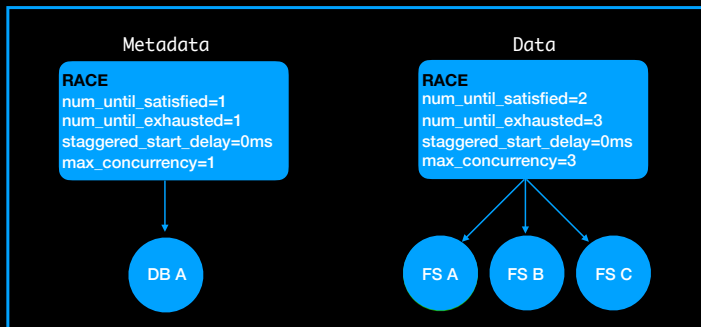 Metadata
RACE
num_until_satisfied=1
num_until_exhausted=1
staggered_start_delay=0ms
max_concurrency=1
DB A
Data
RACE
num_until_satisfied=2
num_until_exhausted=3
staggered_start_delay=0ms
max_concurrency=3
FS A
FS B
FS C